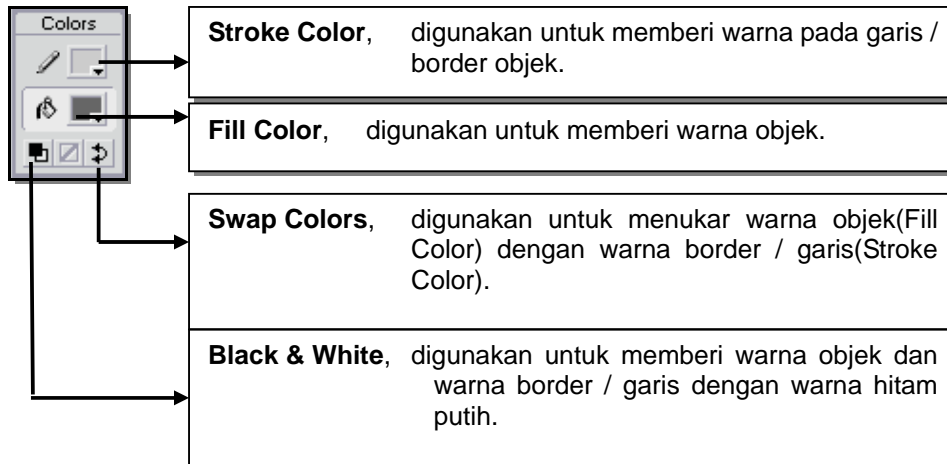 Colors
Stroke Color, digunakan untuk memberi warna pada garis /
border objek.
Fill Color, digunakan untuk memberi warna objek.
Swap Colors, digunakan untuk menukar warna objek(Fill
Color) dengan warna border / garis(Stroke
Color).
Black & White, digunakan untuk memberi warna objek dan
warna border / garis dengan warna hitam
putih.